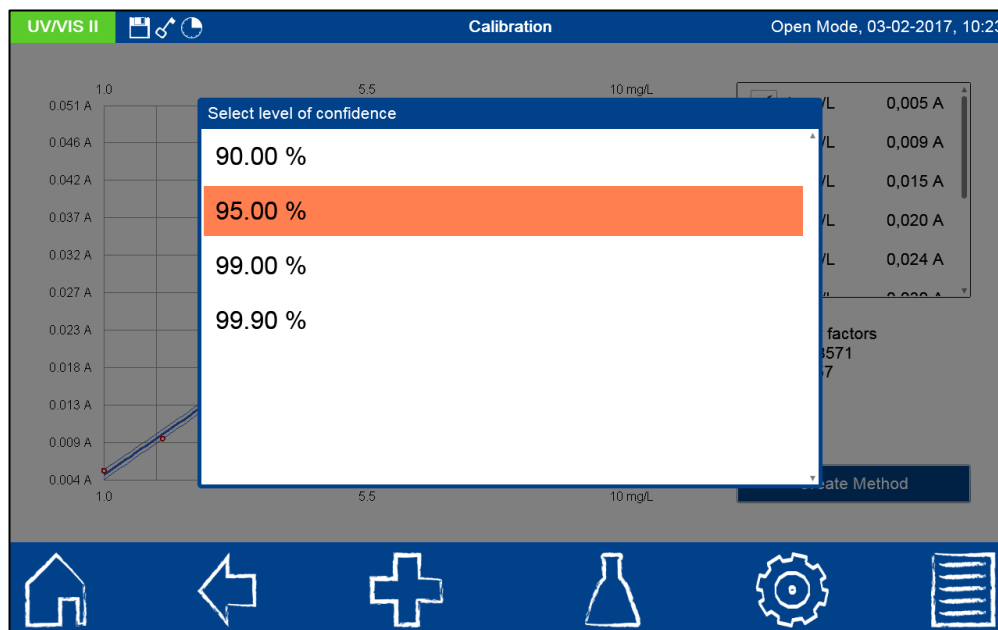 UV/VIS II Calibration Open Mode, 03-02-2017, 10:23
1.0 5.5 10 mg/L
0.051 A
0.046 A
0.042 A
0.037 A
0.032 A
0.027 A
0.023 A
0.018 A
0.013 A
0.009 A
0.004 A
1.0 5.5 10 mg/L
Select level of confidence
90.00 %
95.00 %
99.00 %
99.90 %
/L 0,005 A
/L 0,009 A
/L 0,015 A
/L 0,020 A
/L 0,024 A
factors
3571
Method